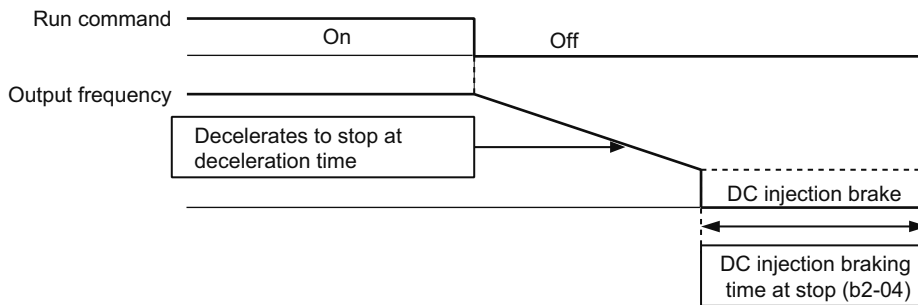 Run command
On
Off
Output frequency
Decelerates to stop at
deceleration time
DC injection brake
DC injection braking
time at stop (b2-04)